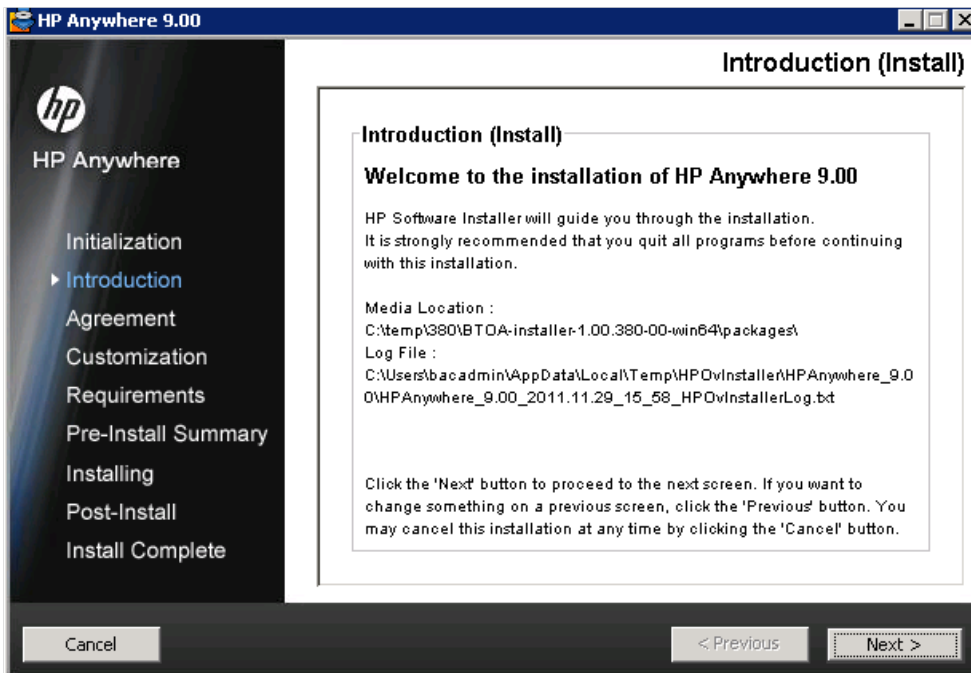 HP Anywhere 9.00
Introduction (Install)
hp
HP Anywhere
Initialization
Introduction
Agreement
Customization
Requirements
Pre-Install Summary
Installing
Post-Install
Install Complete
Introduction (Install)
Welcome to the installation of HP Anywhere 9.00
HP Software Installer will guide you through the installation.
It is strongly recommended that you quit all programs before continuing
with this installation.
Media Location :
C:\temp\380\BTOA-installer-1.00.380-00-win64\packages\
Log File :
C:\Users\bacadmin\AppData\Local\Temp\HPOvInstaller\HPAnywhere_9.0
0\HPAnywhere_9.00_2011.11.29_15_58_HPOvInstallerLog.txt
Click the 'Next' button to proceed to the next screen. If you want to
change something on a previous screen, click the 'Previous' button. You
may cancel this installation at any time by clicking the 'Cancel' button.
Cancel
< Previous
Next >